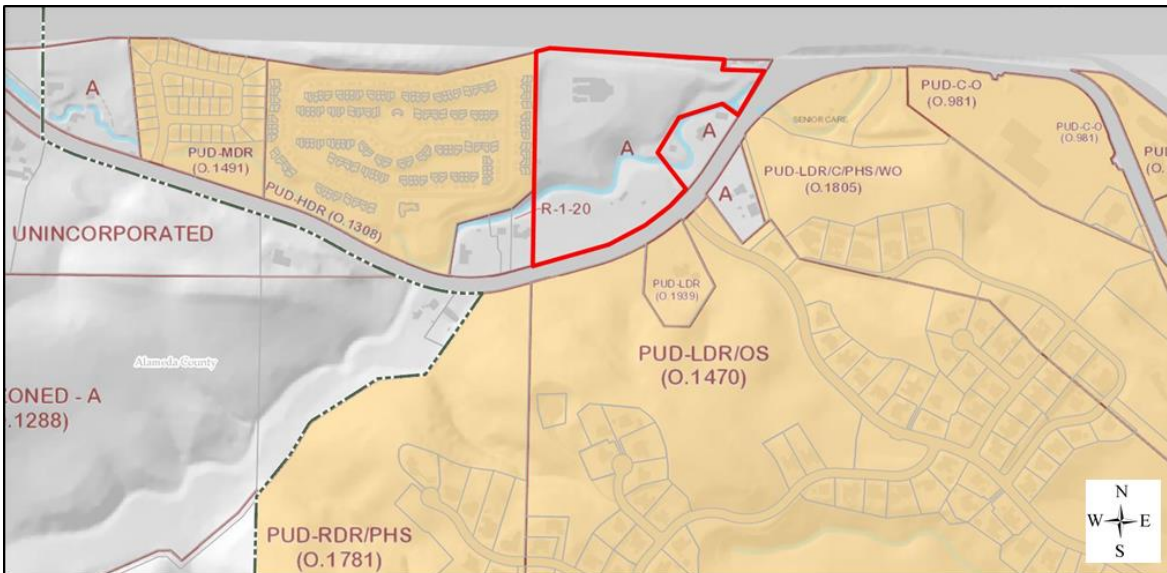 A
PUD-MDR
(O.1491)
PUD-HDR (O.1308)
UNINCORPORATED
R-1-20
A
A
A
SENIOR CARE
PUD-C-O
(O.981)
PUD-C-O
(O.981)
PUD-LDR/C/PHS/WO
(O.1805)
PUD-LDR
(O.1939)
Alameda County
PUD-LDR/OS
(O.1470)
ONED - A
.1288)
PUD-RDR/PHS
(O.1781)
N
W
E
S